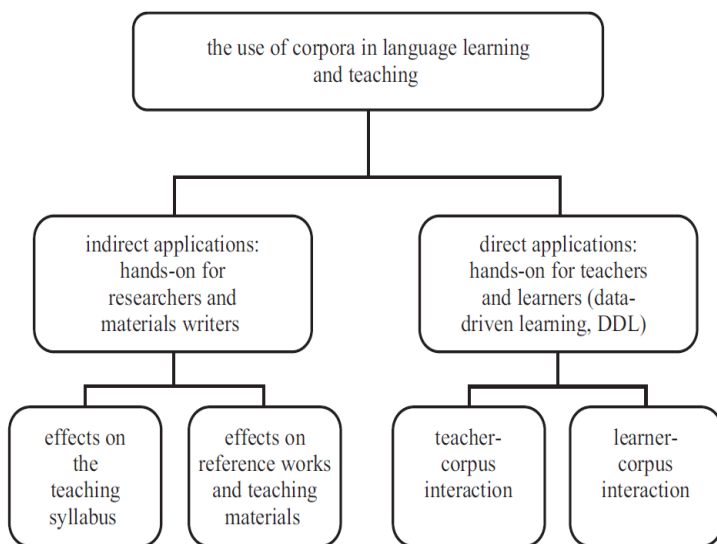 the use of corpora in language learning
and teaching
indirect applications:
hands-on for
researchers and
materials writers
direct applications:
hands-on for teachers
and learners (data-
driven learning, DDL)
effects on
the
teaching
syllabus
effects on
reference works
and teaching
materials
teacher-
corpus
interaction
learner-
corpus
interaction